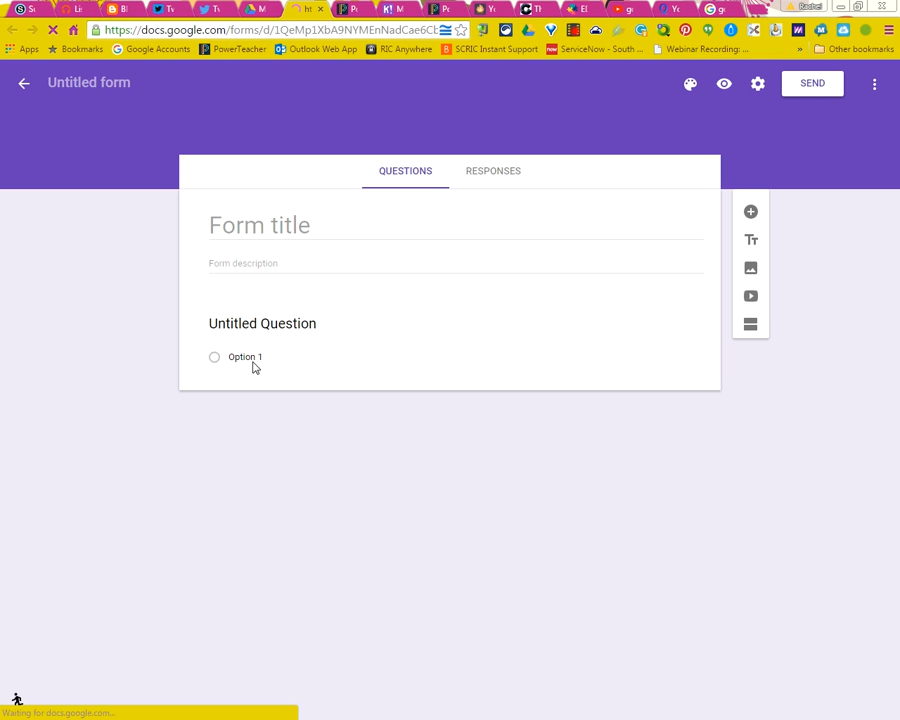 Rachel
https://docs.google.com/forms/d/1QeMp1XbA9NYMEnNadCae6Cb
Apps Bookmarks Google Accounts PowerTeacher Outlook Web App RIC Anywhere SCRIC Instant Support ServiceNow - South ... Webinar Recording: ... » Other bookmarks
Untitled form
SEND
QUESTIONS RESPONSES
Form title
Form description
Untitled Question
Option 1
Waiting for docs.google.com...